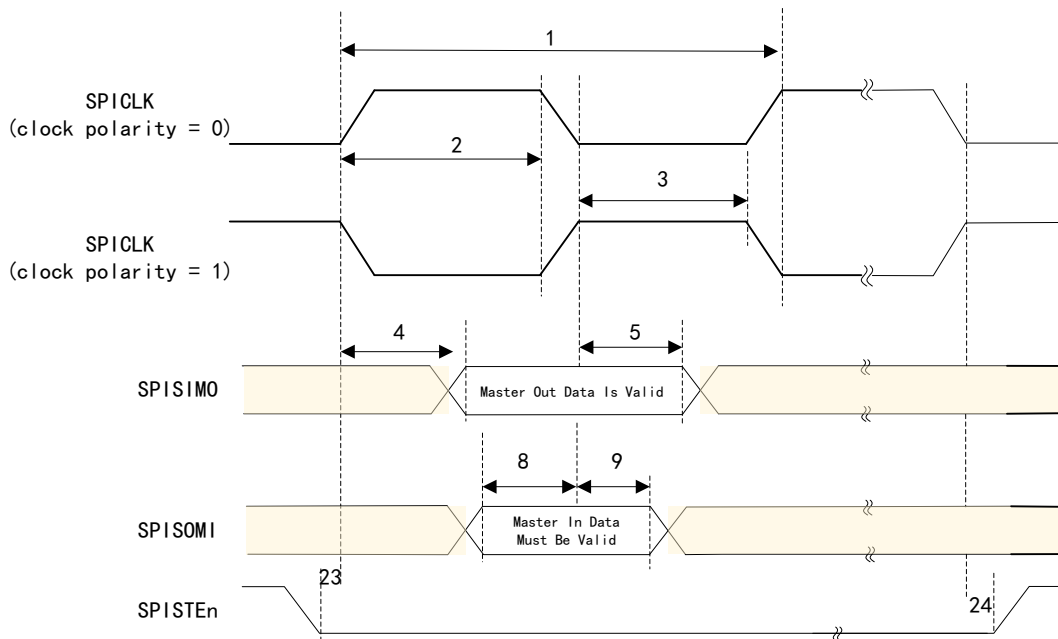 1
SPICLK
(clock polarity = 0)
2
3
SPICLK
(clock polarity = 1)
4
5
SPISIMO
Master Out Data Is Valid
8
9
SPISOMI
Master In Data
Must Be Valid
23
24
SPISTEn